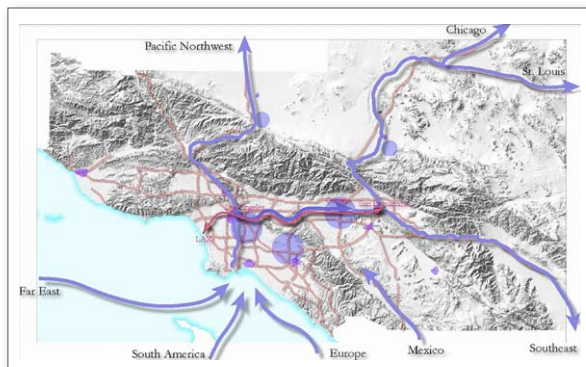 Chicago
Pacific Northwest
St. Louis
Far East
South America
Europe
Mexico
Southeast